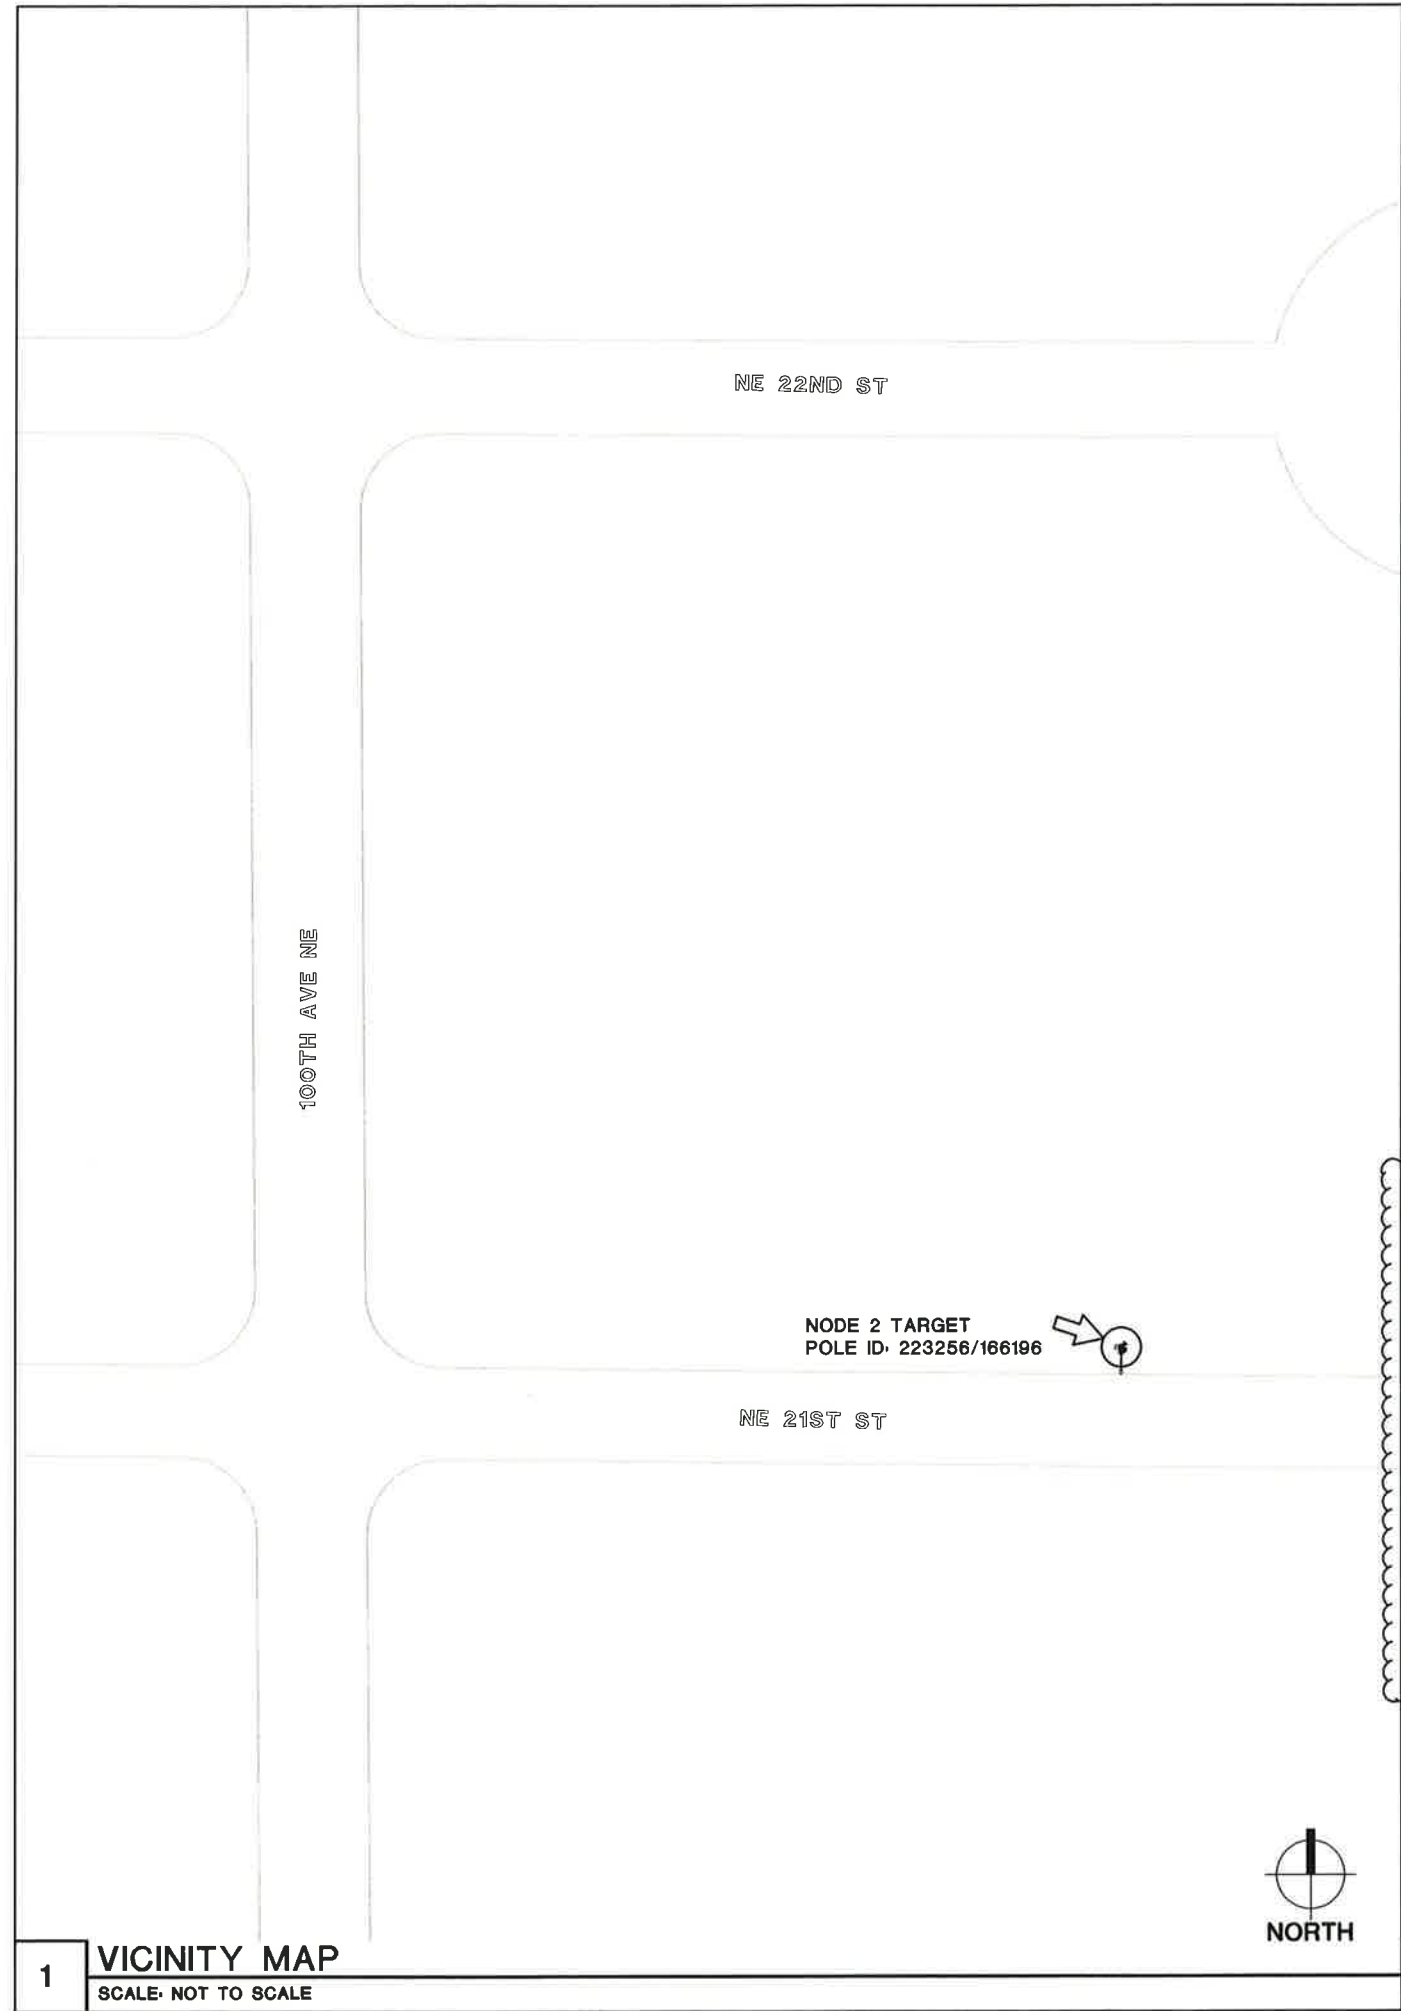 NE 22ND ST
100TH AVE NE
NODE 2 TARGET
POLE ID: 223256/166196
NE 21ST ST
NORTH
1
VICINITY MAP
SCALE: NOT TO SCALE